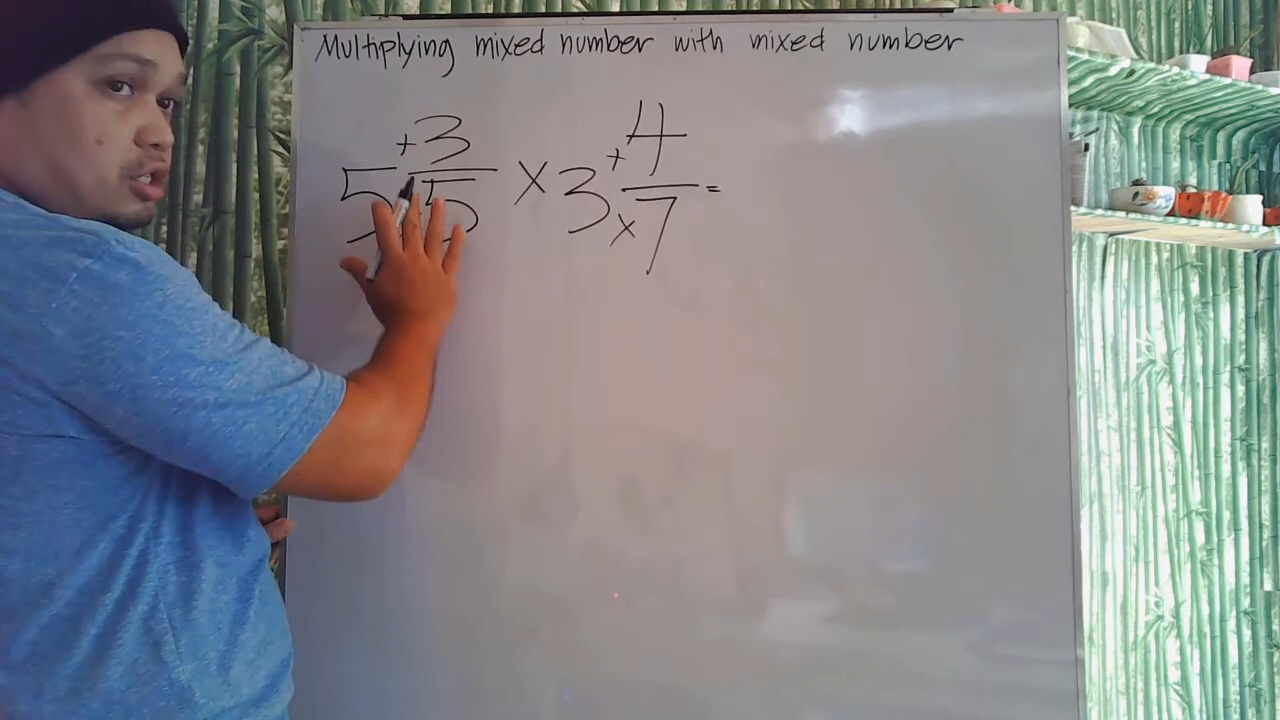 Multiplying mixed number with mixed number
5 + 3/5 × 3 + 4/× 7 =